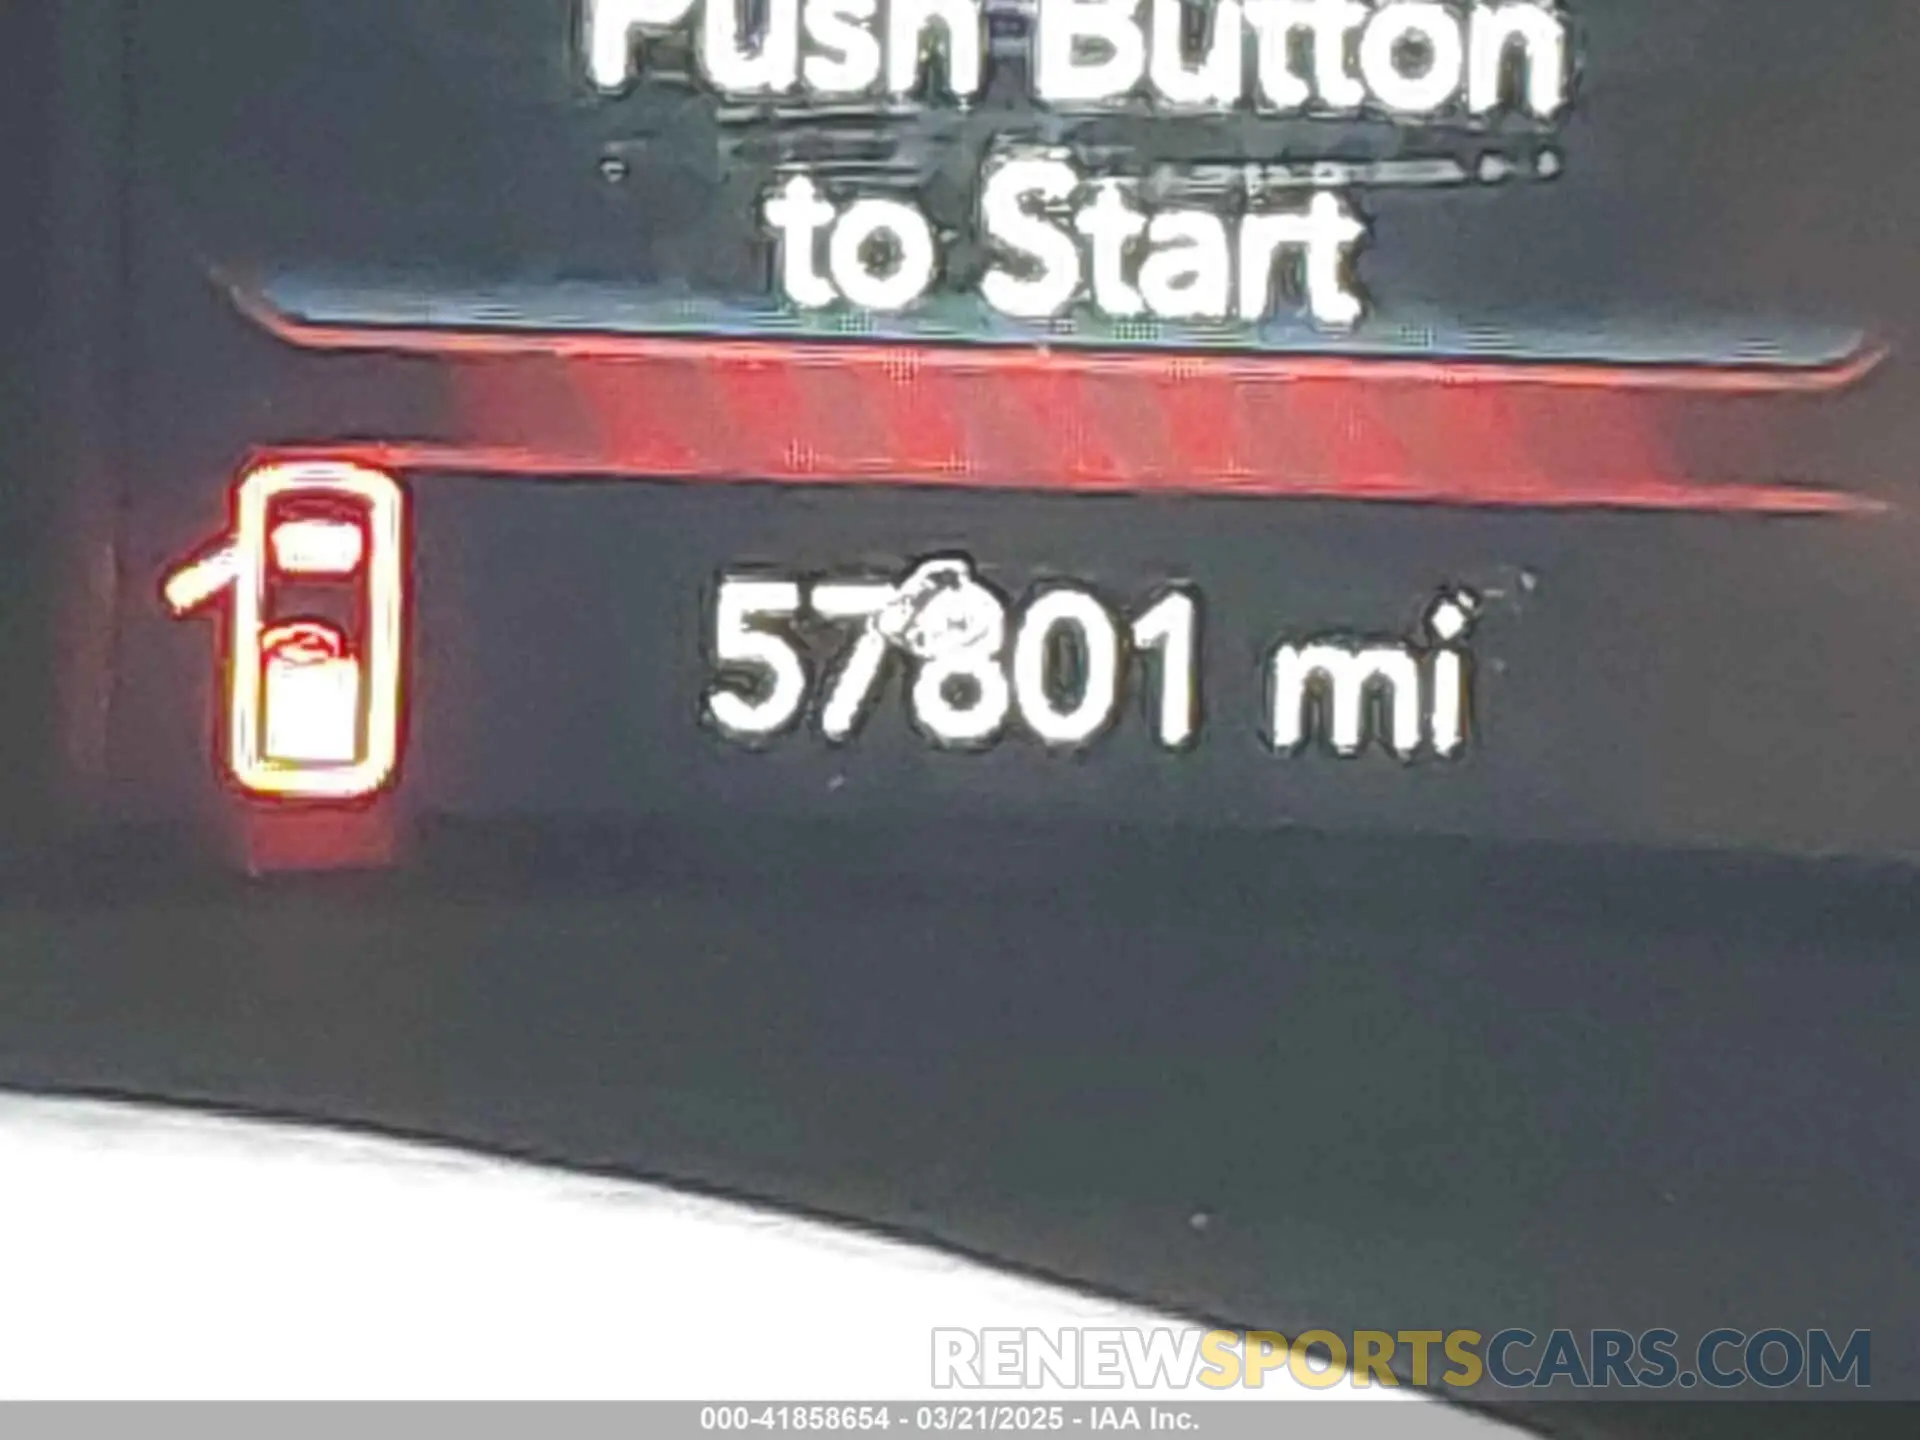 Push Button
to Start
57801 mi
RENEWSPORTSCARS.COM
000-41858654 - 03/21/2025 - IAA Inc.